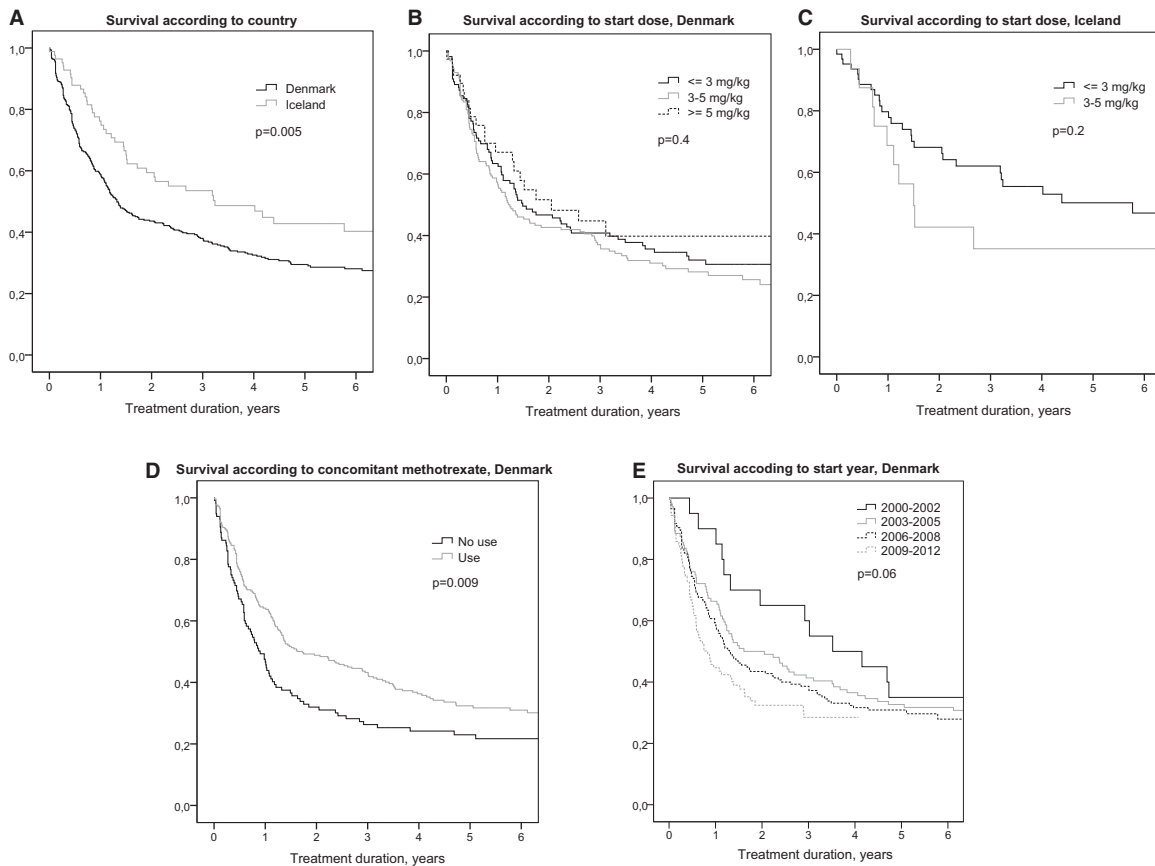 A
Survival according to country
1,0
0,8
0,6
0,4
0,2
0,0
Denmark
Iceland
p=0.005
0 1 2 3 4 5 6
Treatment duration, years
B
Survival according to start dose, Denmark
1,0
0,8
0,6
0,4
0,2
0,0
<= 3 mg/kg
3-5 mg/kg
>= 5 mg/kg
p=0.4
0 1 2 3 4 5 6
Treatment duration, years
C
Survival according to start dose, Iceland
1,0
0,8
0,6
0,4
0,2
0,0
<= 3 mg/kg
3-5 mg/kg
p=0.2
0 1 2 3 4 5 6
Treatment duration, years
D
Survival according to concomitant methotrexate, Denmark
1,0
0,8
0,6
0,4
0,2
0,0
No use
Use
p=0.009
0 1 2 3 4 5 6
Treatment duration, years
E
Survival accoding to start year, Denmark
1,0
0,8
0,6
0,4
0,2
0,0
2000-2002
2003-2005
2006-2008
2009-2012
p=0.06
0 1 2 3 4 5 6
Treatment duration, years